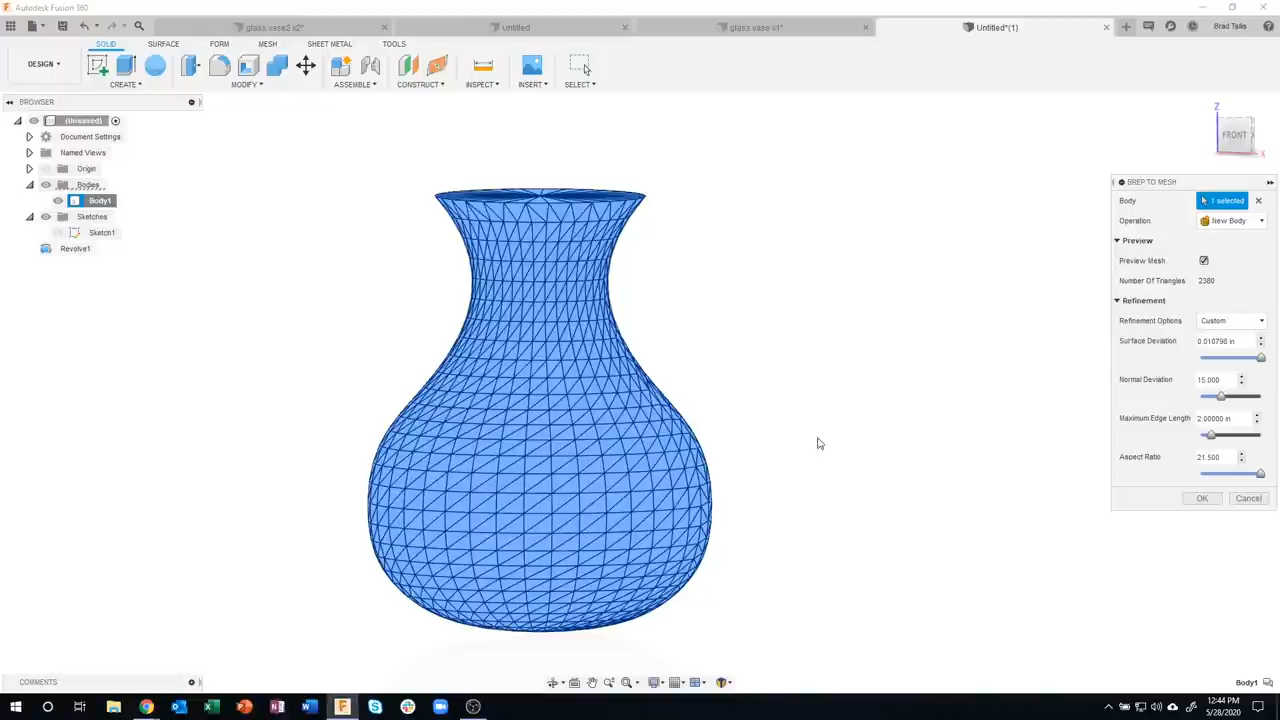 Autodesk Fusion 360
glass vase2 v2*
Untitled
glass vase v1*
Untitled*(1)
Brad Tallis
SOLID
SURFACE
FORM
MESH
SHEET METAL
TOOLS
DESIGN
CREATE
MODIFY
ASSEMBLE
CONSTRUCT
INSPECT
INSERT
SELECT
BROWSER
(Unsaved)
Document Settings
Named Views
Origin
Bodies
Body1
Sketches
Sketch1
Revolve1
Z
FRONT
X
BREP TO MESH
Body 1 selected
Operation New Body
Preview
Preview Mesh
Number Of Triangles 2380
Refinement
Refinement Options Custom
Surface Deviation 0.010798 in
Normal Deviation 15.000
Maximum Edge Length 2.00000 in
Aspect Ratio 21.500
OK Cancel
COMMENTS
Body1
12:44 PM
5/28/2020